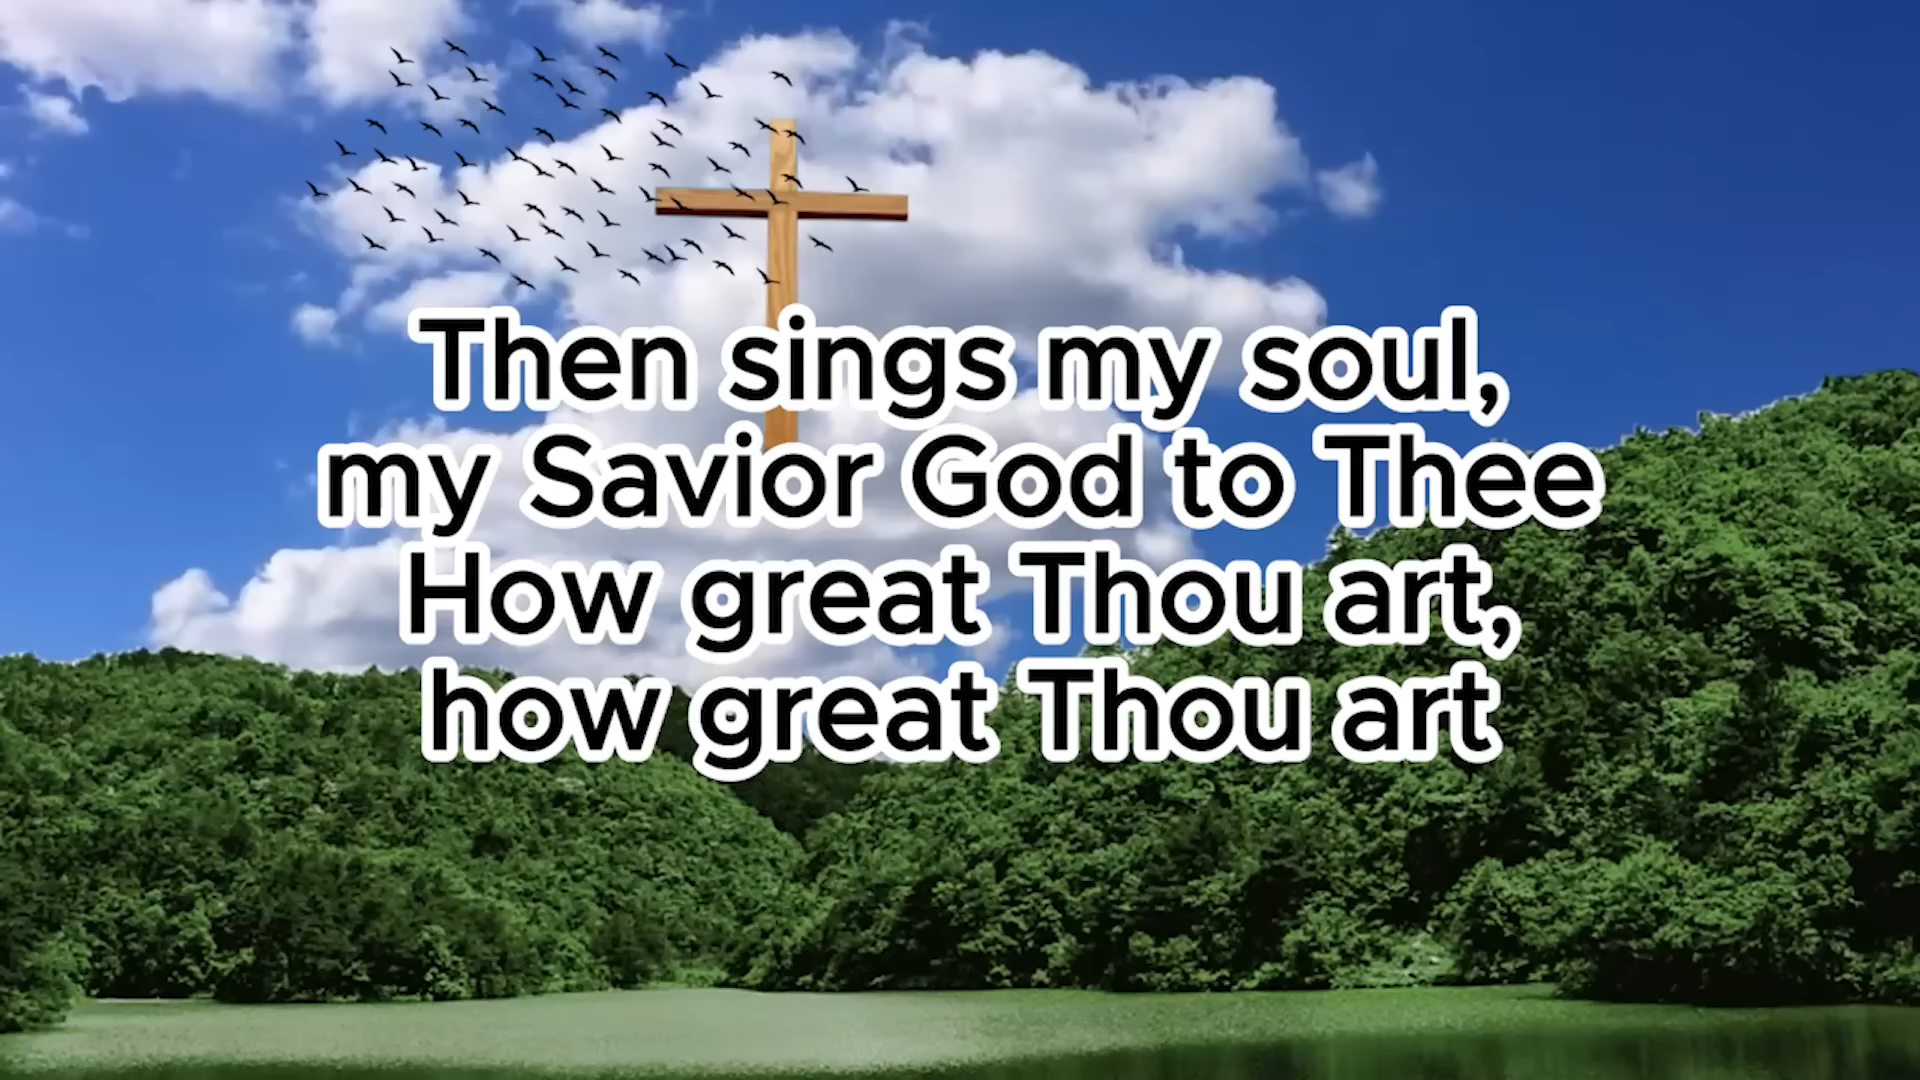 Then sings my soul,
my Savior God to Thee
How great Thou art,
how great Thou art